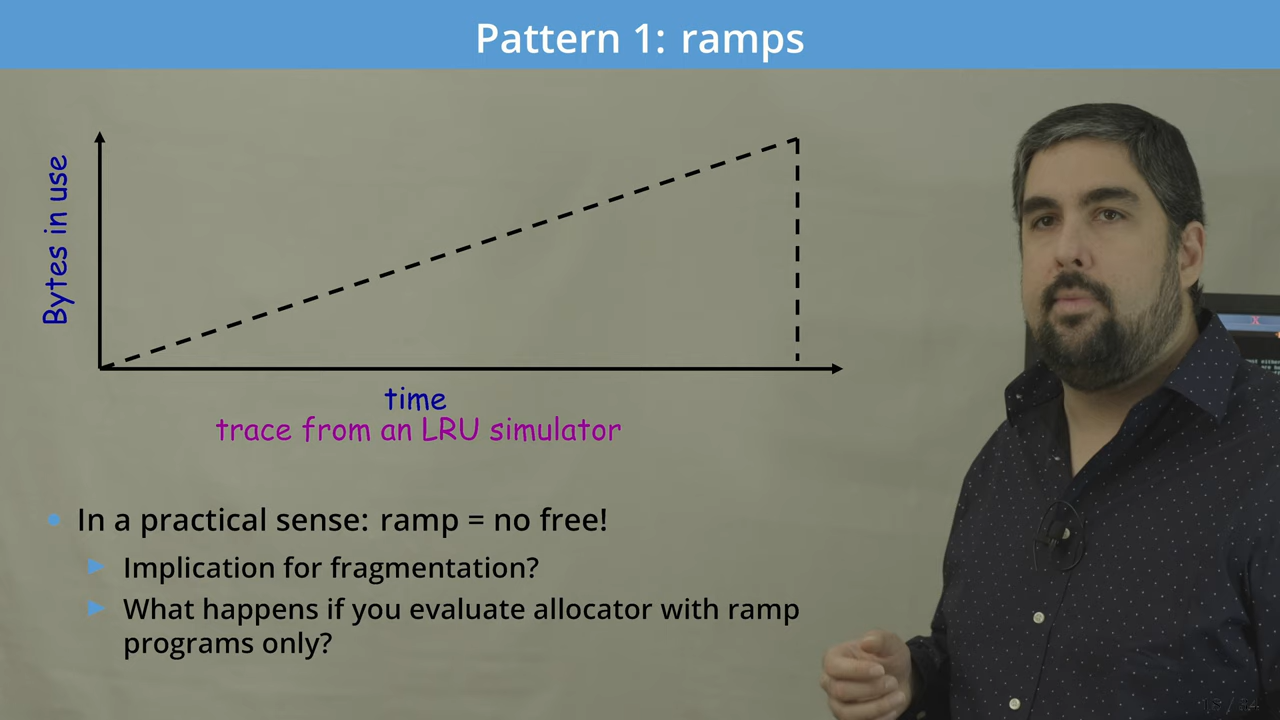 Pattern 1: ramps
Bytes in use
time
trace from an LRU simulator
In a practical sense: ramp = no free!
Implication for fragmentation?
What happens if you evaluate allocator with ramp
programs only?
X